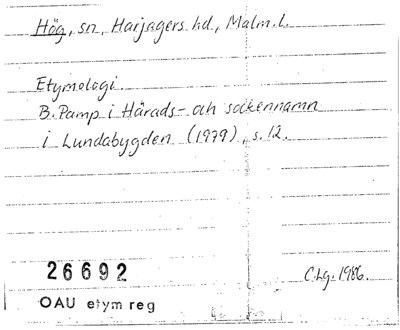 Hög, sn, Harjagers hd, Malm. l.
Etymologi.
B. Pamp i Härads- och sockennamn
i Lundabygden (1979), s. 12.
26692
C.Lg. 1986.
OAU etym reg